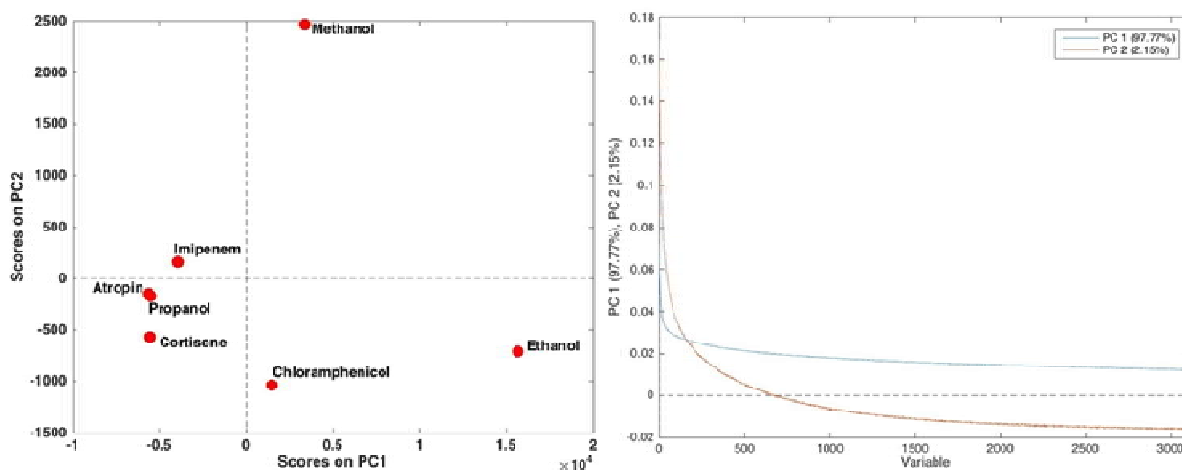 2500
2000
1500
1000
500
0
-500
-1000
-1500
Scores on PC2
Methanol
Imipenem
Atropin
Propanol
Cortisone
Chloramphenicol
Ethanol
-1
-0.5
0
0.5
1
1.5
2
Scores on PC1
×10⁴
0.18
0.16
0.14
0.12
0.1
0.08
0.06
0.04
0.02
0
-0.02
PC 1 (97.77%), PC 2 (2.15%)
PC 1 (97.77%)
PC 2 (2.15%)
0
500
1000
1500
2000
2500
3000
Variable